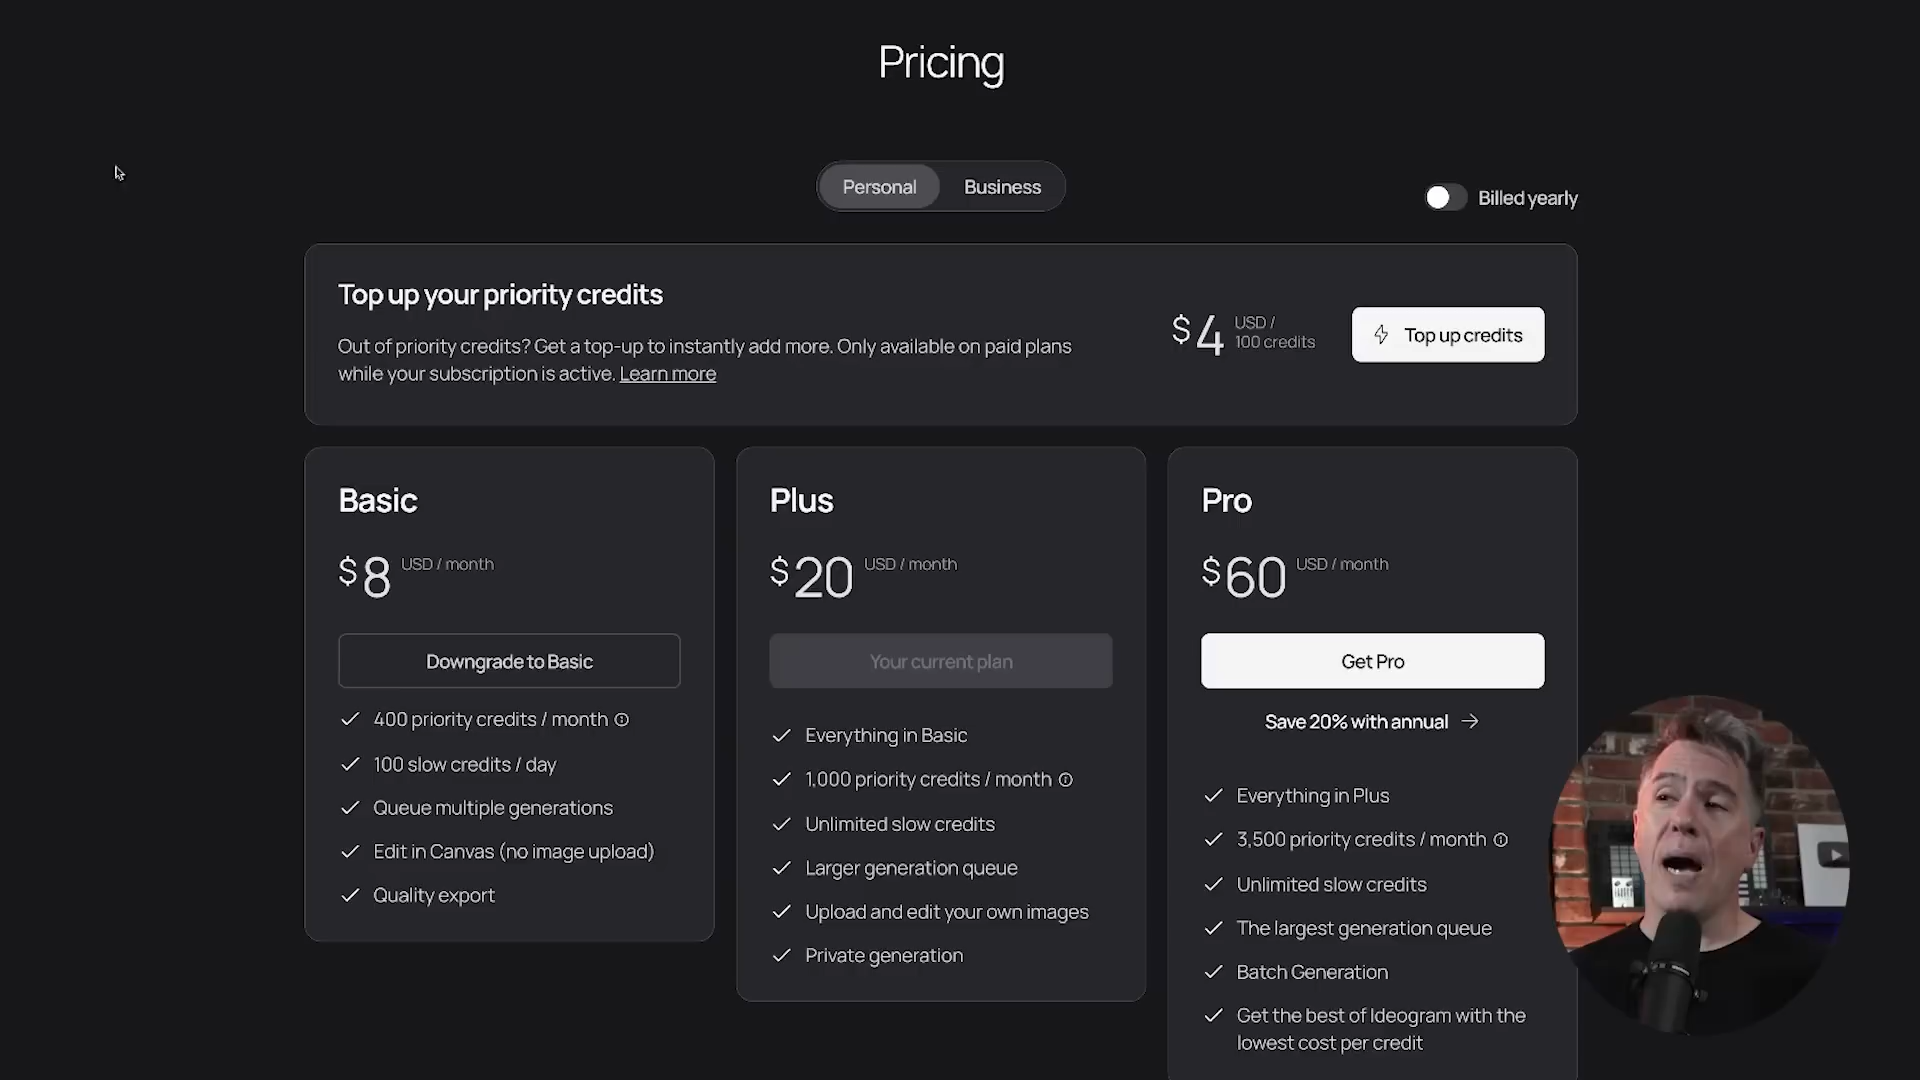 Pricing
Personal
Business
Billed yearly
Top up your priority credits
Out of priority credits? Get a top-up to instantly add more. Only available on paid plans
while your subscription is active. Learn more
$4 USD /
100 credits
Top up credits
Basic
$8 USD / month
Downgrade to Basic
400 priority credits / month
100 slow credits / day
Queue multiple generations
Edit in Canvas (no image upload)
Quality export
Plus
$20 USD / month
Your current plan
Everything in Basic
1,000 priority credits / month
Unlimited slow credits
Larger generation queue
Upload and edit your own images
Private generation
Pro
$60 USD / month
Get Pro
Save 20% with annual
Everything in Plus
3,500 priority credits / month
Unlimited slow credits
The largest generation queue
Batch Generation
Get the best of Ideogram with the
lowest cost per credit